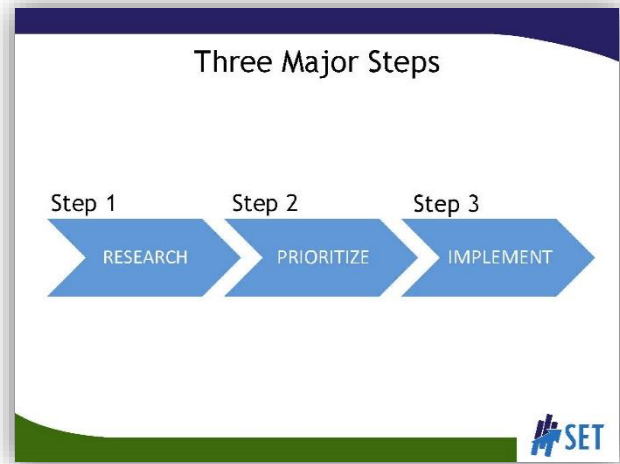 Three Major Steps
Step 1
Step 2
Step 3
RESEARCH
PRIORITIZE
IMPLEMENT
SET